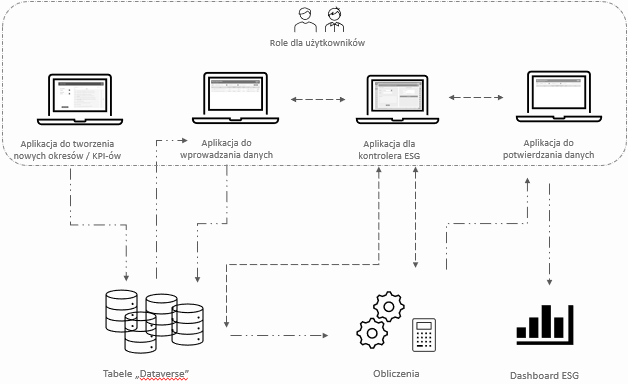 Role dla użytkowników
Aplikacja do tworzenia
nowych okresów / KPI-ów
Aplikacja do
wprowadzania danych
Aplikacja dla
kontrolera ESG
Aplikacja do
potwierdzania danych
Tabele „Dataverse”
Obliczenia
Dashboard ESG